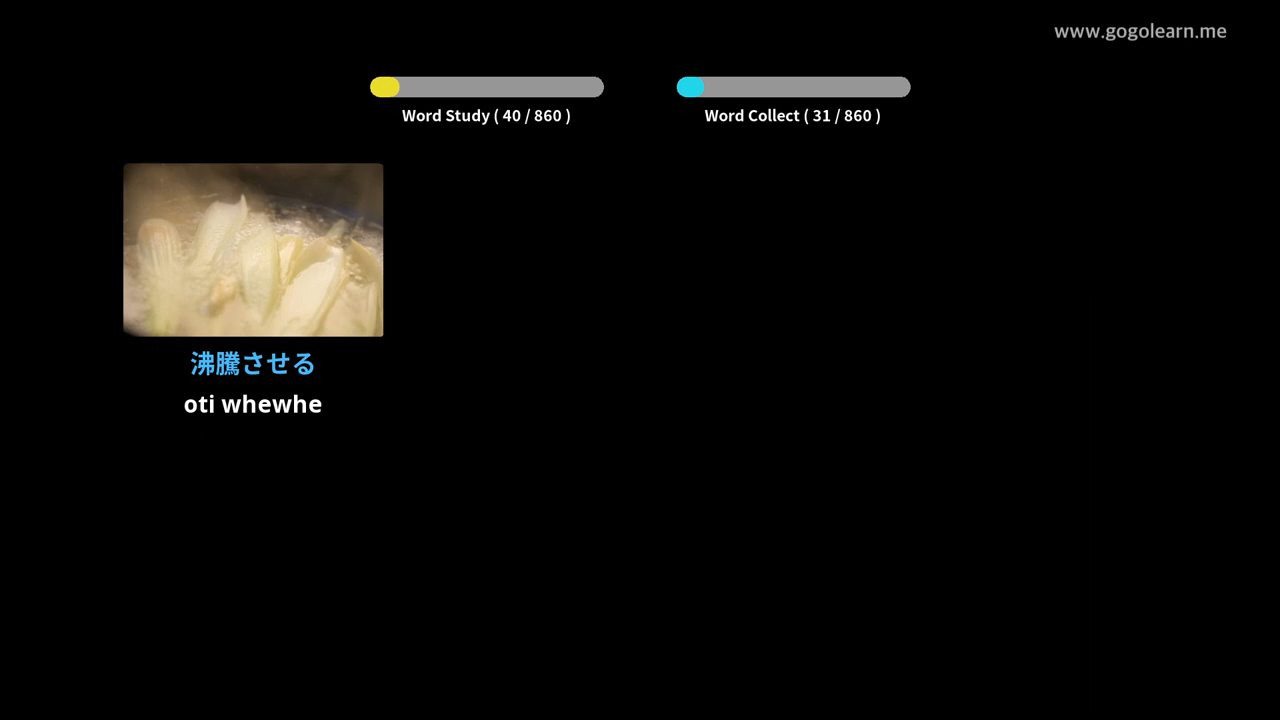 www.gogolearn.me
Word Study ( 40 / 860 )
Word Collect ( 31 / 860 )
沸騰させる
oti whewhe